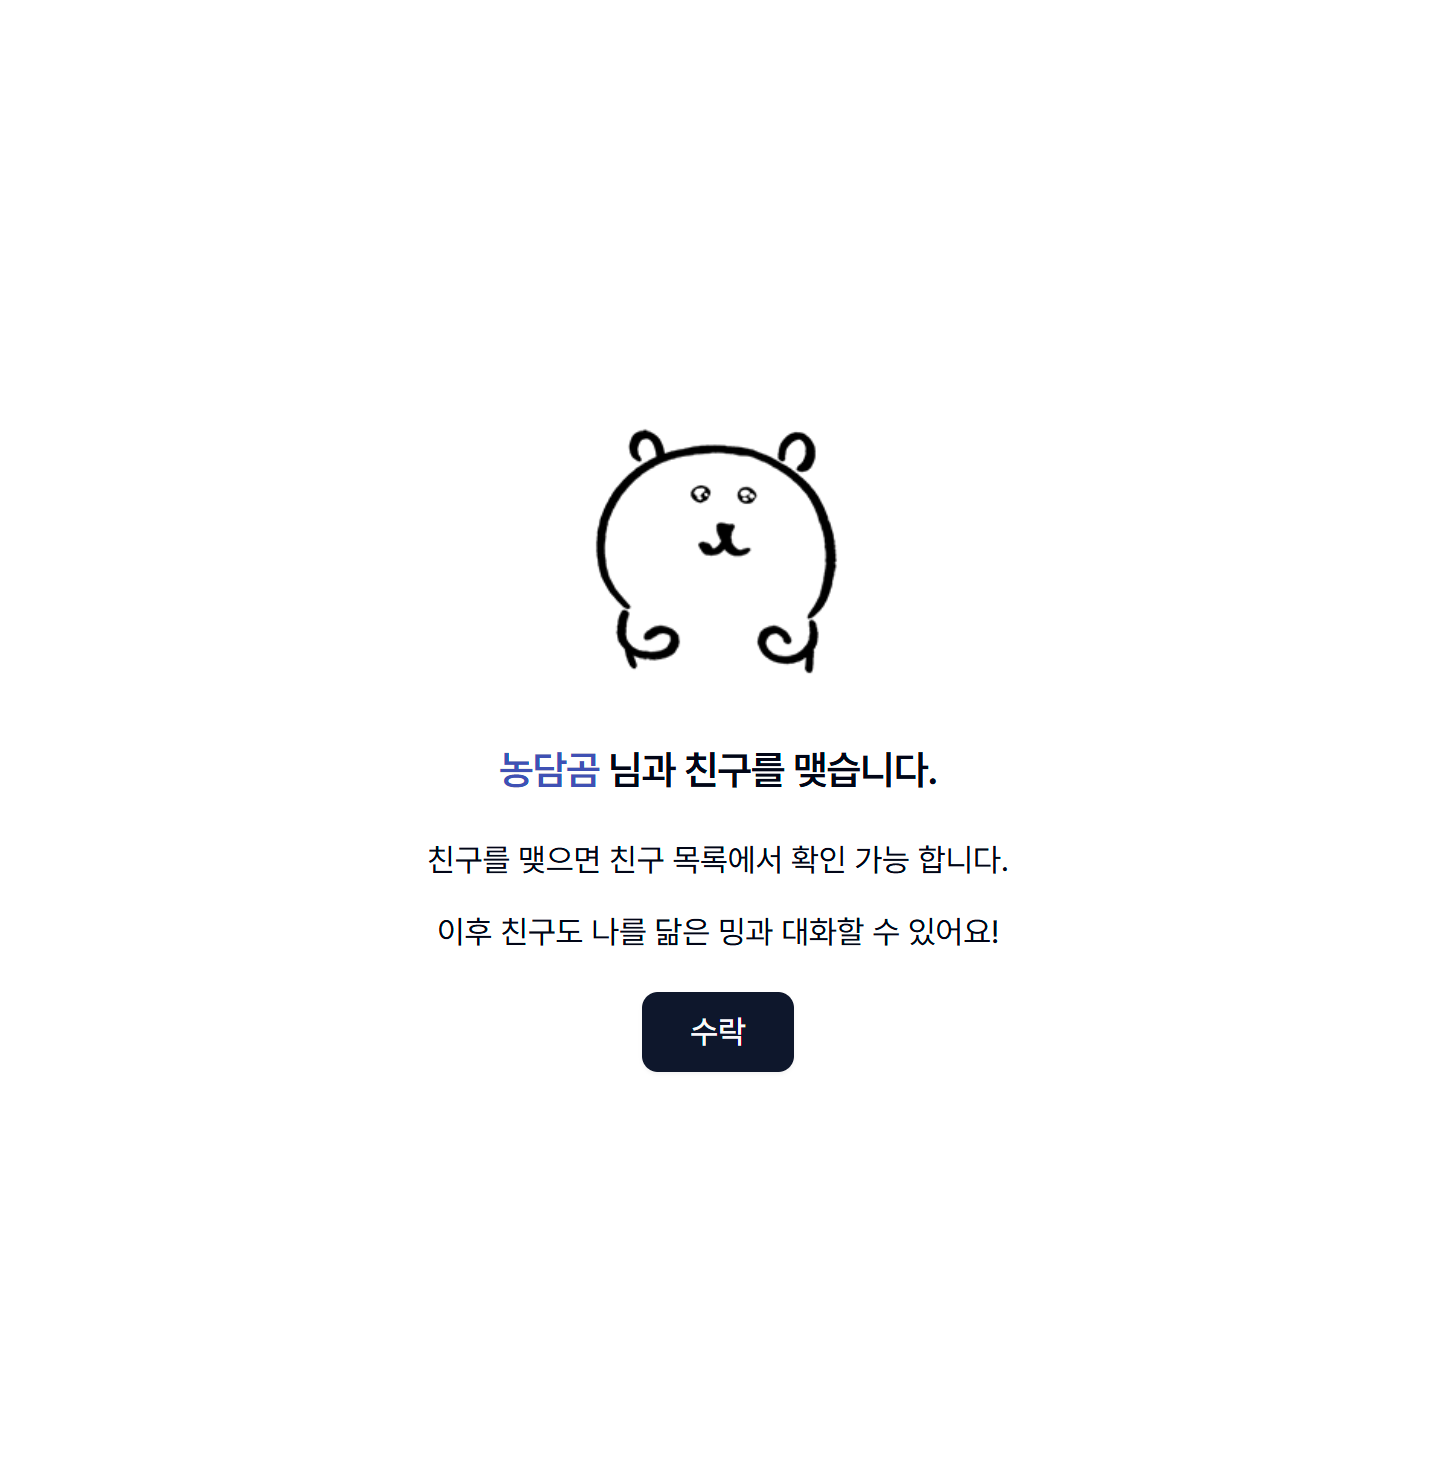 농담곰 님과 친구를 맺습니다.
친구를 맺으면 친구 목록에서 확인 가능 합니다.
이후 친구도 나를 닮은 밍과 대화할 수 있어요!
수락